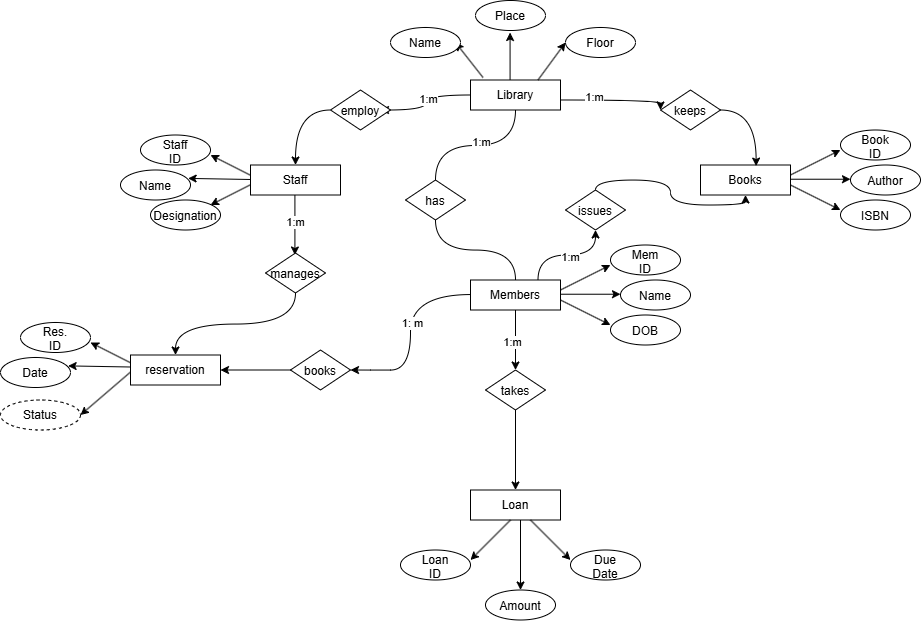 Place
Name
Floor
Library
1:m
1:m
employ
keeps
1:m
Staff
ID
Book
ID
Name
Staff
Books
Author
Designation
has
issues
ISBN
1:m
1:m
Mem
ID
manages
Members
Name
1: m
DOB
Res.
ID
1:m
Date
reservation
books
takes
Status
Loan
Loan
ID
Due
Date
Amount